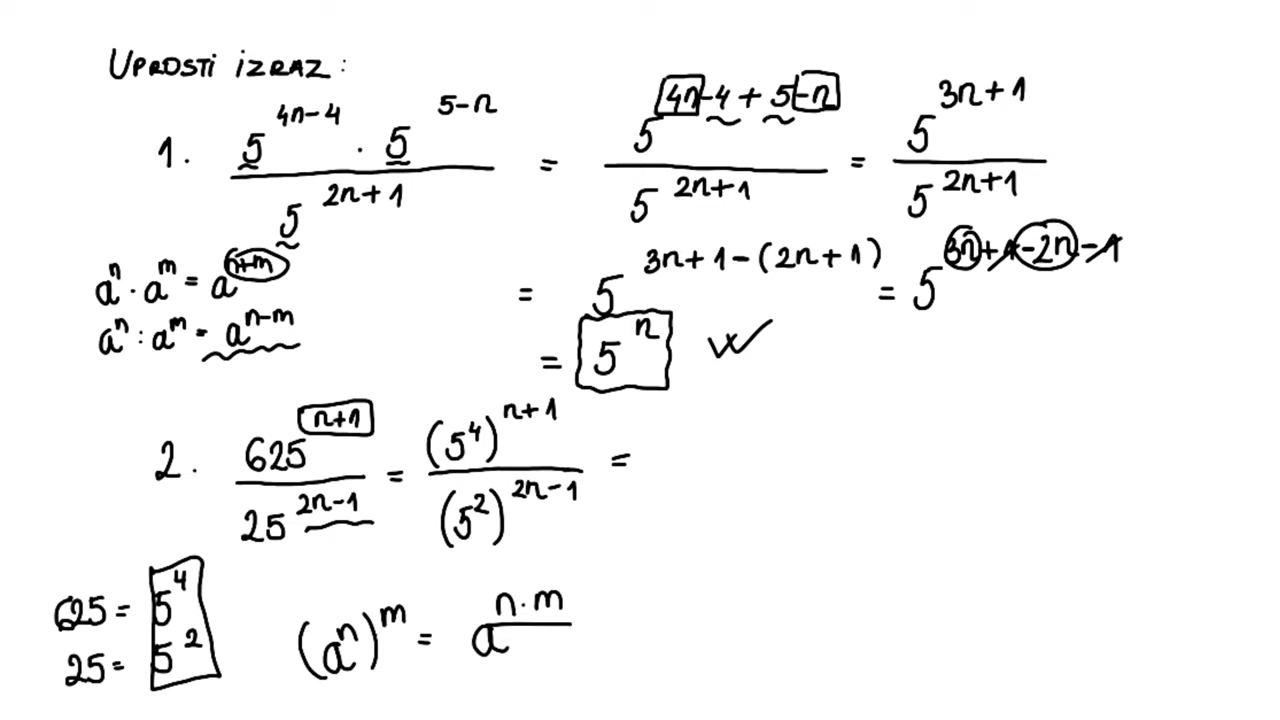 Uprosti izraz:
1. (5^(4n-4) · 5^(5-n)) / 5^(2n+1) = 5^(4n-4+5-n) / 5^(2n+1) = 5^(3n+1) / 5^(2n+1)
a^n · a^m = a^(n+m)
= 5^(3n+1-(2n+1)) = 5^(3n+1-2n-1)
a^n : a^m = a^(n-m)
= 5^n
2. 625^(n+1) / 25^(2n-1) = (5^4)^(n+1) / (5^2)^(2n-1) =
625 = 5^4
25 = 5^2
(a^n)^m = a^(n·m)